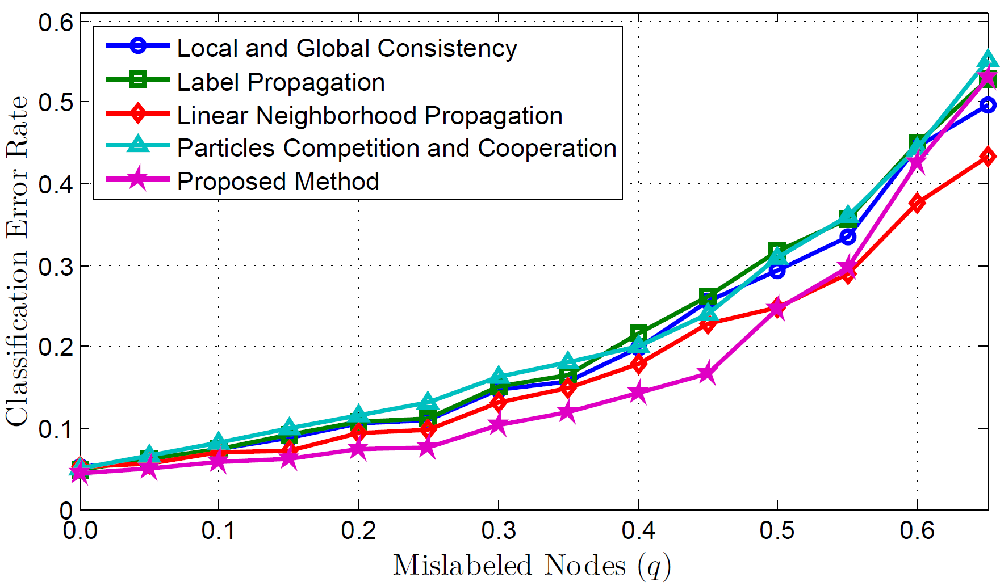 Classification Error Rate
0.6
0.5
0.4
0.3
0.2
0.1
0
Local and Global Consistency
Label Propagation
Linear Neighborhood Propagation
Particles Competition and Cooperation
Proposed Method
0.0 0.1 0.2 0.3 0.4 0.5 0.6
Mislabeled Nodes (q)